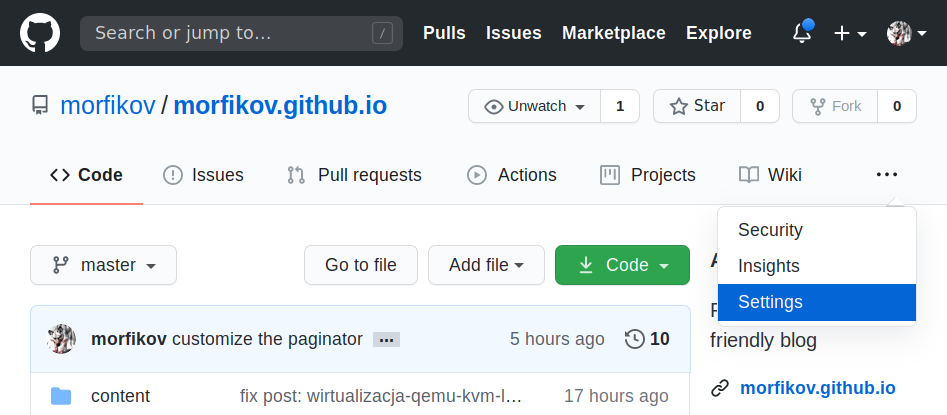 Search or jump to… / Pulls Issues Marketplace Explore
morfikov / morfikov.github.io Unwatch 1 Star 0 Fork 0
Code Issues Pull requests Actions Projects Wiki ...
Security
Insights
Settings
master Go to file Add file Code
morfikov customize the paginator ... 5 hours ago 10
friendly blog
morfikov.github.io
content fix post: wirtualizacja-qemu-kvm-l… 17 hours ago